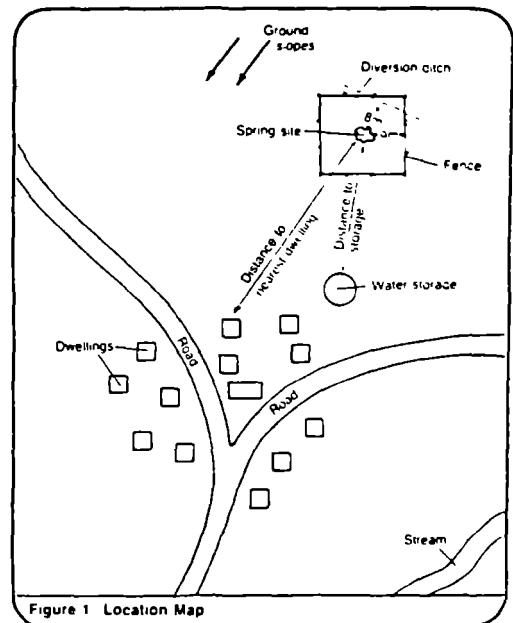 Ground
slopes
Diversion ditch
Spring site
Fence
Distance to
nearest dwelling
Distance to
storage
Water storage
Dwellings
Road
Road
Stream
Figure 1 Location Map